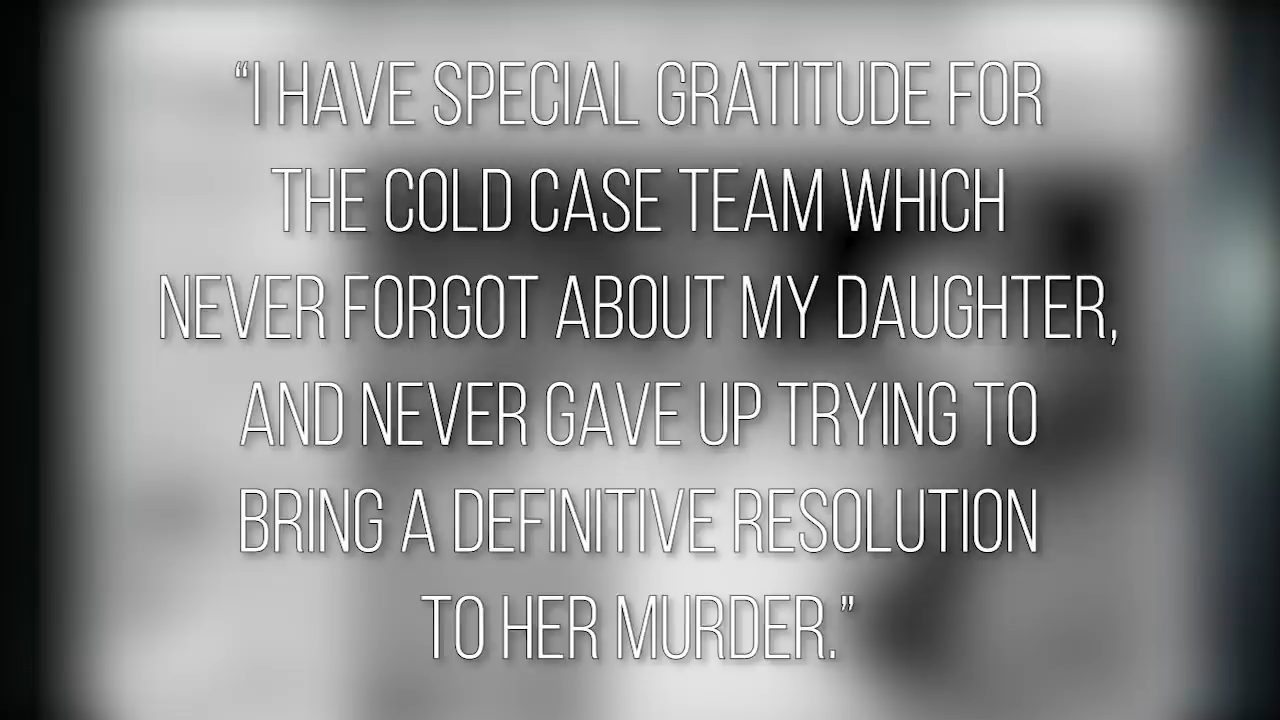 “I HAVE SPECIAL GRATITUDE FOR
THE COLD CASE TEAM WHICH
NEVER FORGOT ABOUT MY DAUGHTER,
AND NEVER GAVE UP TRYING TO
BRING A DEFINITIVE RESOLUTION
TO HER MURDER.”